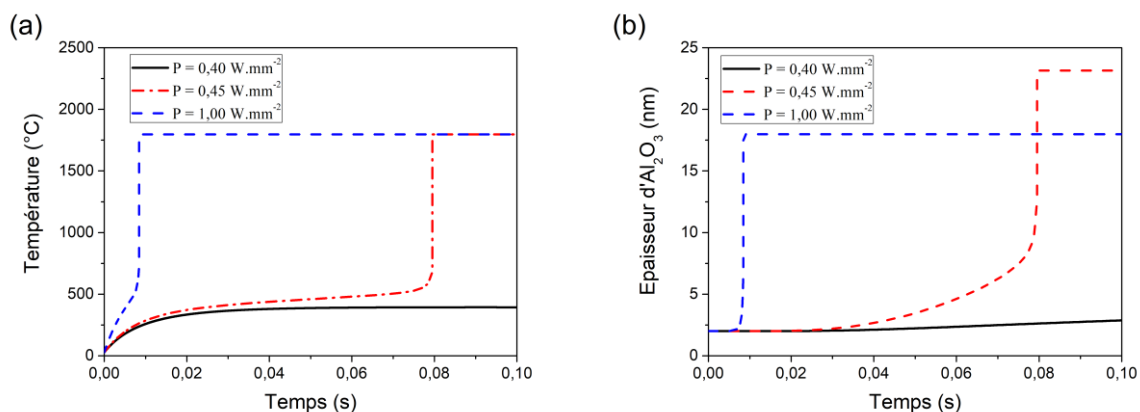 (a)
2500
2000
1500
1000
500
0
0,00 0,02 0,04 0,06 0,08 0,10
Température (°C)
Temps (s)
P = 0,40 W.mm-2
P = 0,45 W.mm-2
P = 1,00 W.mm-2
(b)
25
20
15
10
5
0
0,00 0,02 0,04 0,06 0,08 0,10
Epaisseur d'Al2O3 (nm)
Temps (s)
P = 0,40 W.mm-2
P = 0,45 W.mm-2
P = 1,00 W.mm-2